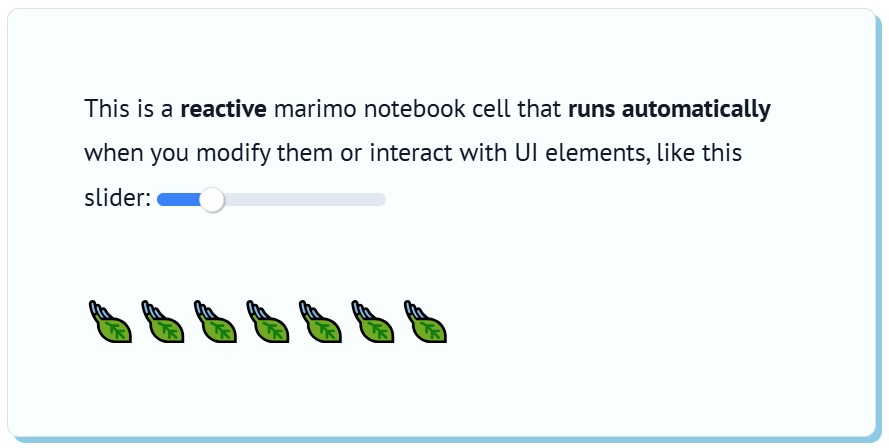 This is a reactive marimo notebook cell that runs automatically
when you modify them or interact with UI elements, like this
slider: